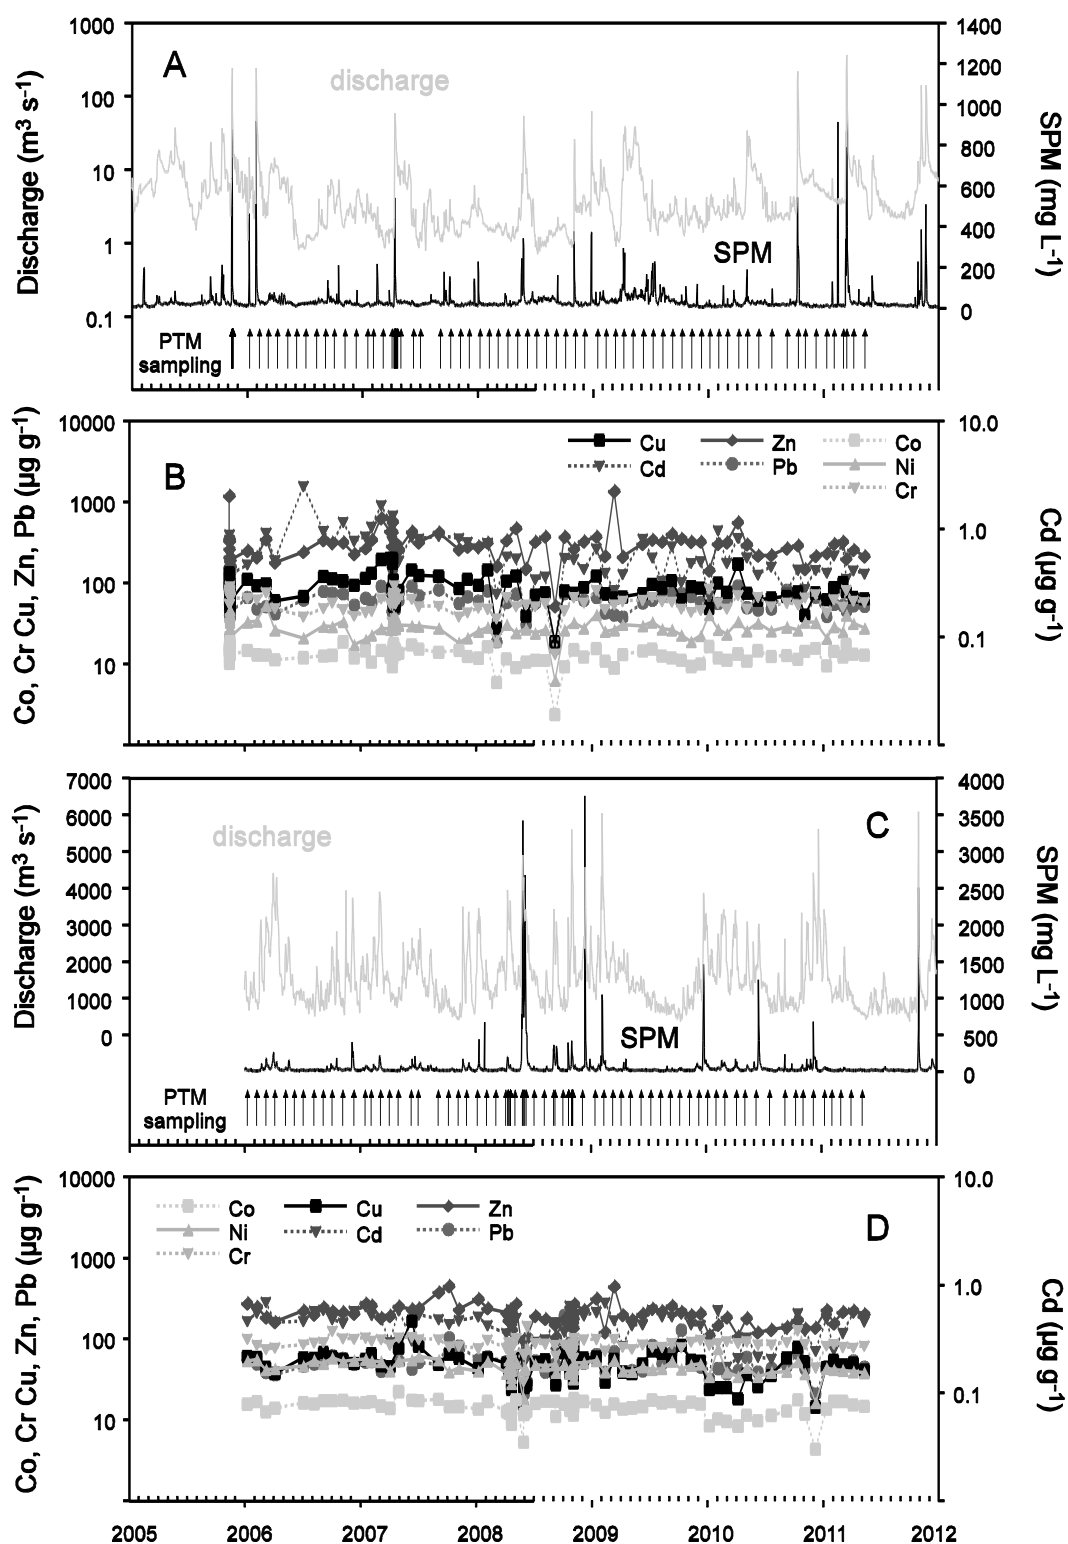 1000
100
10
1
0.1
Discharge (m³ s⁻¹)
A
discharge
SPM
1400
1200
1000
800
600
400
200
0
SPM (mg L⁻¹)
PTM
sampling
10000
1000
100
10
Co, Cr Cu, Zn, Pb (µg g⁻¹)
B
Cu
Cd
Zn
Pb
Co
Ni
Cr
10.0
1.0
0.1
Cd (µg g⁻¹)
7000
6000
5000
4000
3000
2000
1000
0
Discharge (m³ s⁻¹)
discharge
C
SPM
4000
3500
3000
2500
2000
1500
1000
500
0
SPM (mg L⁻¹)
PTM
sampling
10000
1000
100
10
Co, Cr Cu, Zn, Pb (µg g⁻¹)
Co
Ni
Cr
Cu
Cd
Zn
Pb
D
10.0
1.0
0.1
Cd (µg g⁻¹)
2005 2006 2007 2008 2009 2010 2011 2012